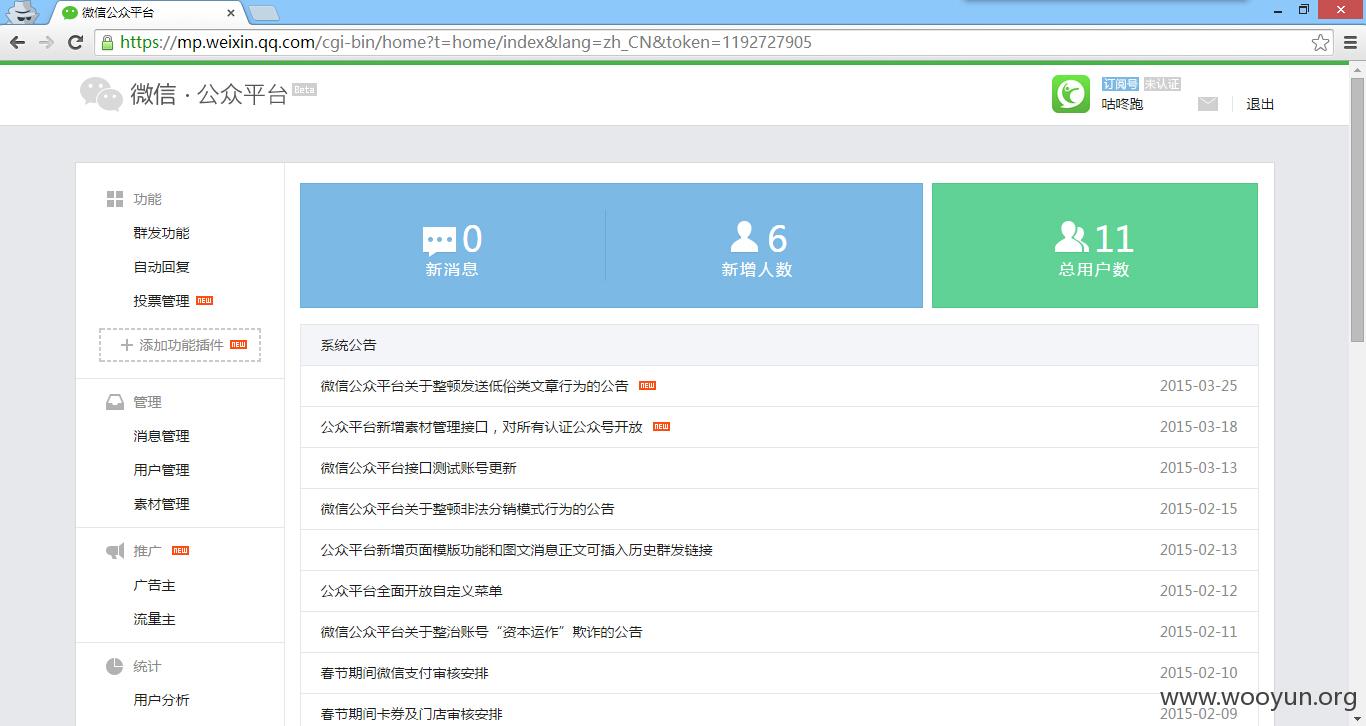 微信公众平台
https://mp.weixin.qq.com/cgi-bin/home?t=home/index&lang=zh_CN&token=1192727905
微信·公众平台 Beta
订阅号 未认证
咕咚跑
退出
功能
群发功能
自动回复
投票管理 NEW
+ 添加功能插件 NEW
管理
消息管理
用户管理
素材管理
推广 NEW
广告主
流量主
统计
用户分析
0
新消息
6
新增人数
11
总用户数
系统公告
微信公众平台关于整顿发送低俗类文章行为的公告 NEW 2015-03-25
公众平台新增素材管理接口，对所有认证公众号开放 NEW 2015-03-18
微信公众平台接口测试账号更新 2015-03-13
微信公众平台关于整顿非法分销模式行为的公告 2015-02-15
公众平台新增页面模版功能和图文消息正文可插入历史群发链接 2015-02-13
公众平台全面开放自定义菜单 2015-02-12
微信公众平台关于整治账号“资本运作”欺诈的公告 2015-02-11
春节期间微信支付审核安排 2015-02-10
春节期间卡券及门店审核安排 2015-02-09
www.wooyun.org